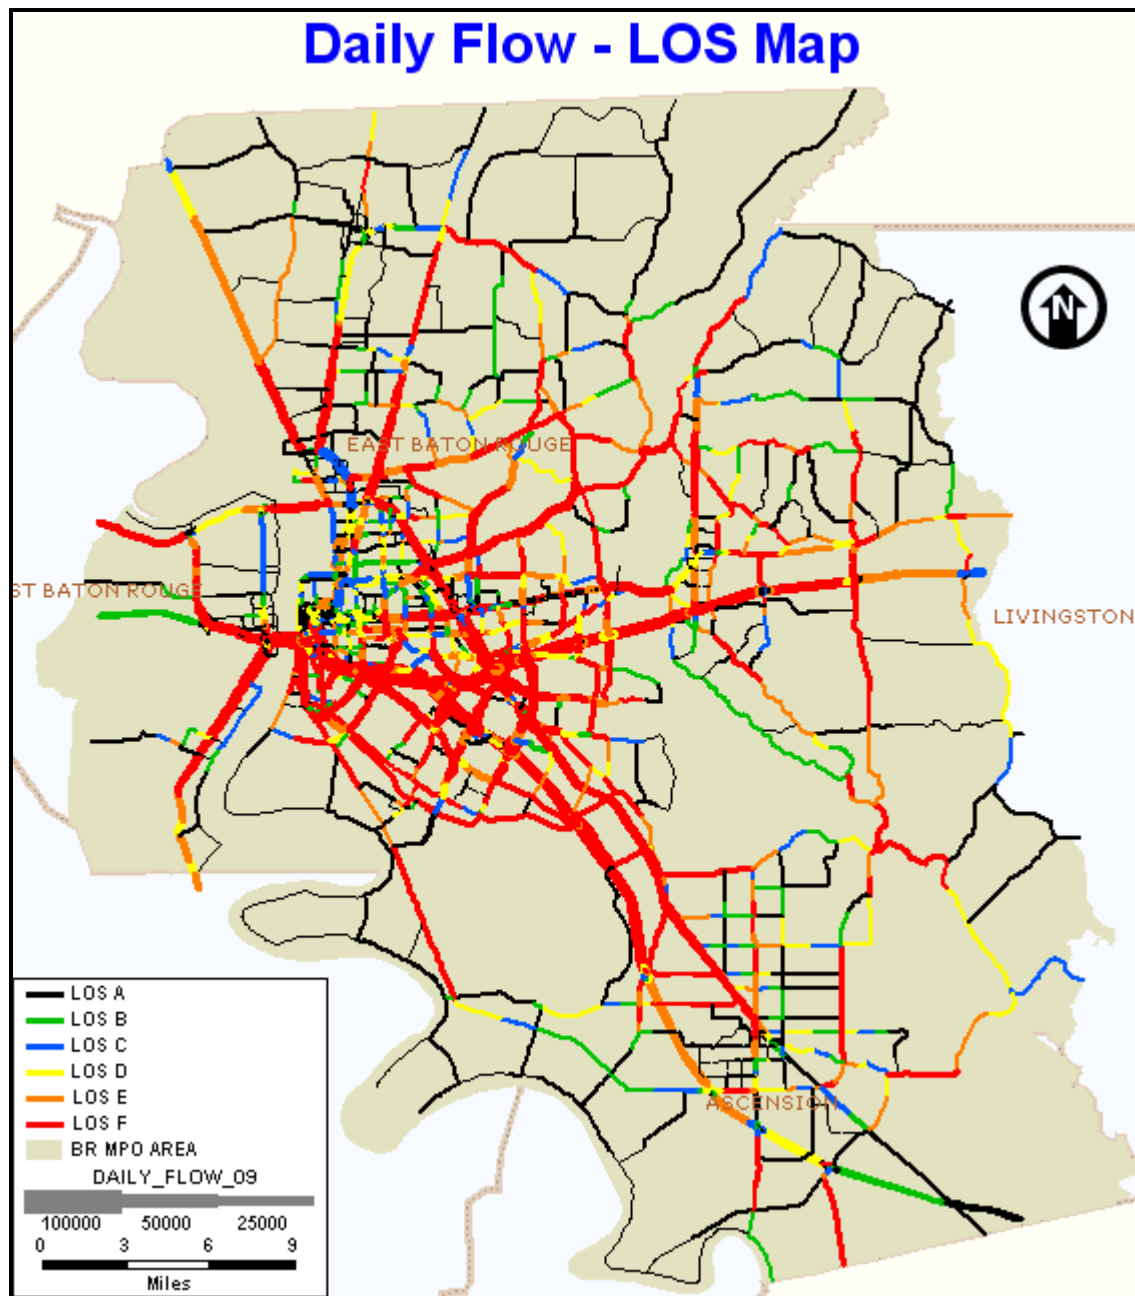 Daily Flow - LOS Map
N
EAST BATON ROUGE
ST BATON ROUGE
LIVINGSTON
ASCENSION
LOS A
LOS B
LOS C
LOS D
LOS E
LOS F
BR MPO AREA
DAILY_FLOW_09
100000 50000 25000
0 3 6 9
Miles